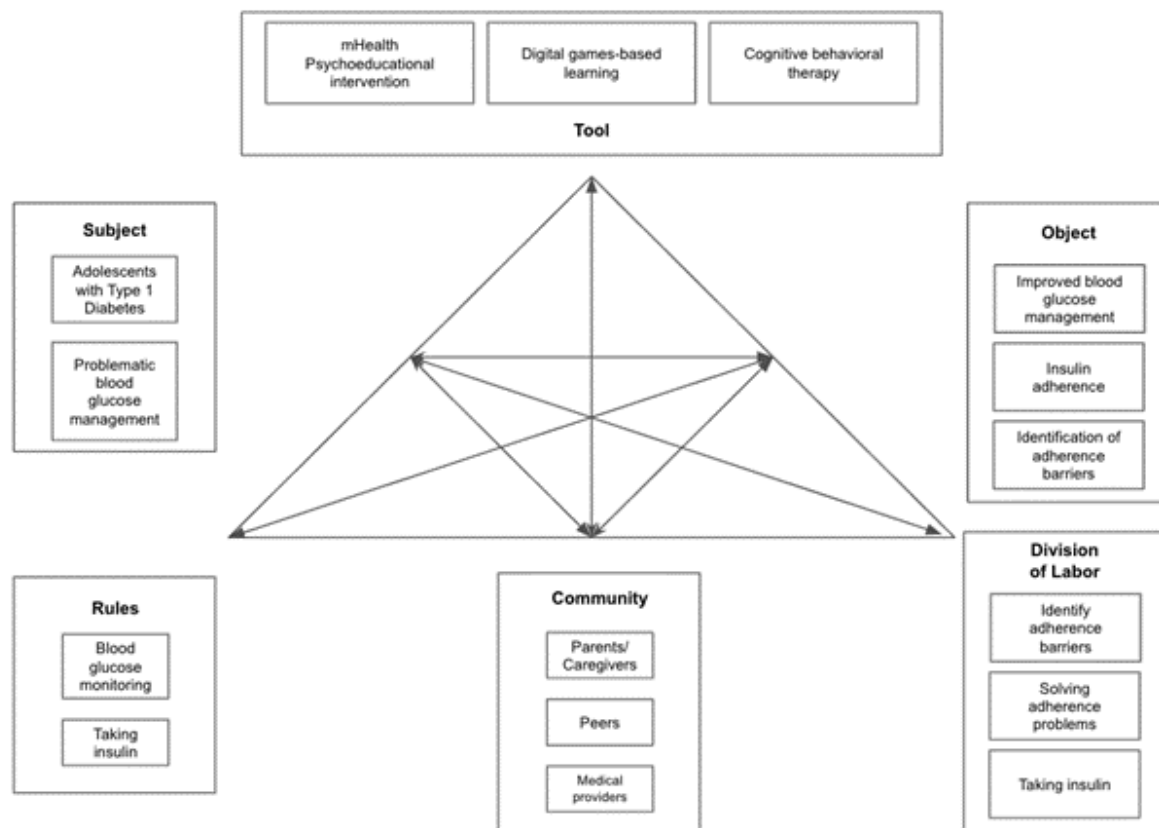 mHealth
Psychoeducational
intervention
Digital games-based
learning
Cognitive behavioral
therapy
Tool
Subject
Adolescents
with Type 1
Diabetes
Problematic
blood
glucose
management
Object
Improved blood
glucose
management
Insulin
adherence
Identification of
adherence
barriers
Rules
Blood
glucose
monitoring
Taking
insulin
Community
Parents/
Caregivers
Peers
Medical
providers
Division
of Labor
Identify
adherence
barriers
Solving
adherence
problems
Taking insulin